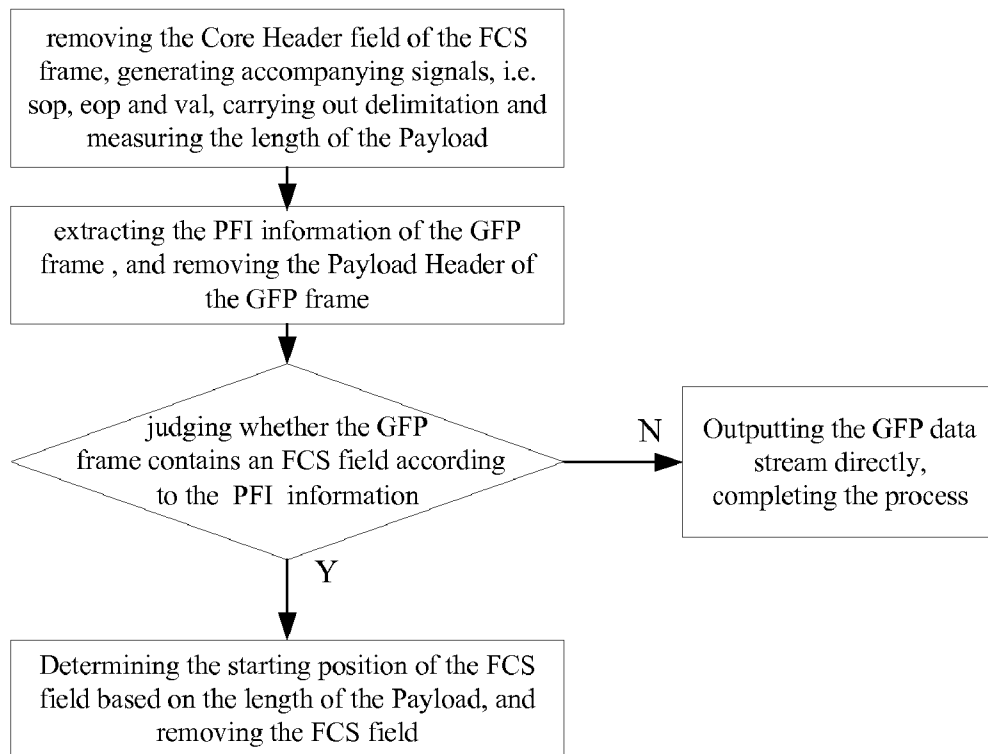 removing the Core Header field of the FCS
frame, generating accompanying signals, i.e.
sop, eop and val, carrying out delimitation and
measuring the length of the Payload
extracting the PFI information of the GFP
frame , and removing the Payload Header of
the GFP frame
judging whether the GFP
frame contains an FCS field according
to the PFI information
N
Outputting the GFP data
stream directly,
completing the process
Y
Determining the starting position of the FCS
field based on the length of the Payload, and
removing the FCS field